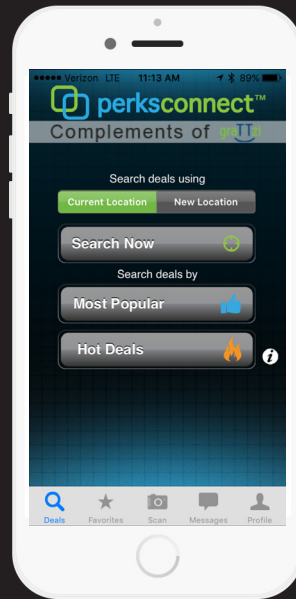 Verizon LTE 11:13 AM 89%
perksconnect™
Complements of graTTzi
Search deals using
Current Location New Location
Search Now
Search deals by
Most Popular
Hot Deals
i
Deals Favorites Scan Messages Profile